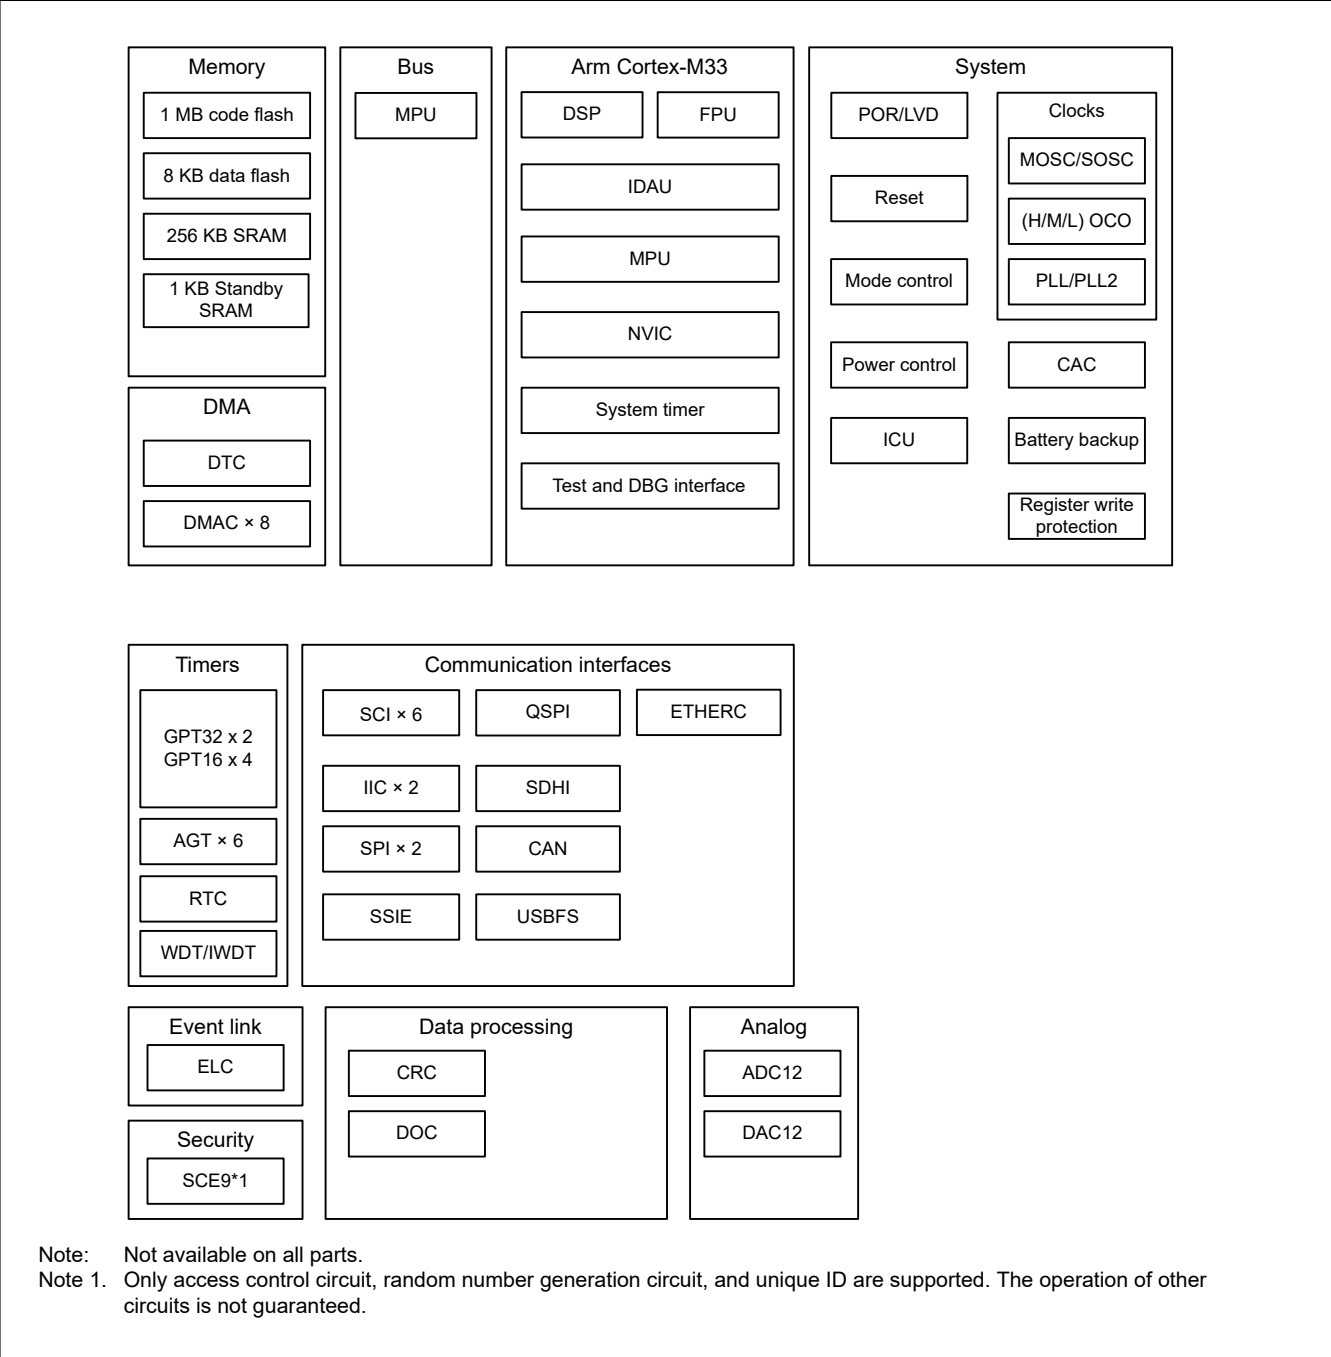 Memory
1 MB code flash
8 KB data flash
256 KB SRAM
1 KB Standby
SRAM
DMA
DTC
DMAC × 8
Bus
MPU
Arm Cortex-M33
DSP
FPU
IDAU
MPU
NVIC
System timer
Test and DBG interface
System
POR/LVD
Reset
Mode control
Power control
ICU
Clocks
MOSC/SOSC
(H/M/L) OCO
PLL/PLL2
CAC
Battery backup
Register write
protection
Timers
GPT32 x 2
GPT16 x 4
AGT × 6
RTC
WDT/IWDT
Communication interfaces
SCI × 6
IIC × 2
SPI × 2
SSIE
QSPI
SDHI
CAN
USBFS
ETHERC
Event link
ELC
Security
SCE9*1
Data processing
CRC
DOC
Analog
ADC12
DAC12
Note: Not available on all parts.
Note 1. Only access control circuit, random number generation circuit, and unique ID are supported. The operation of other
circuits is not guaranteed.